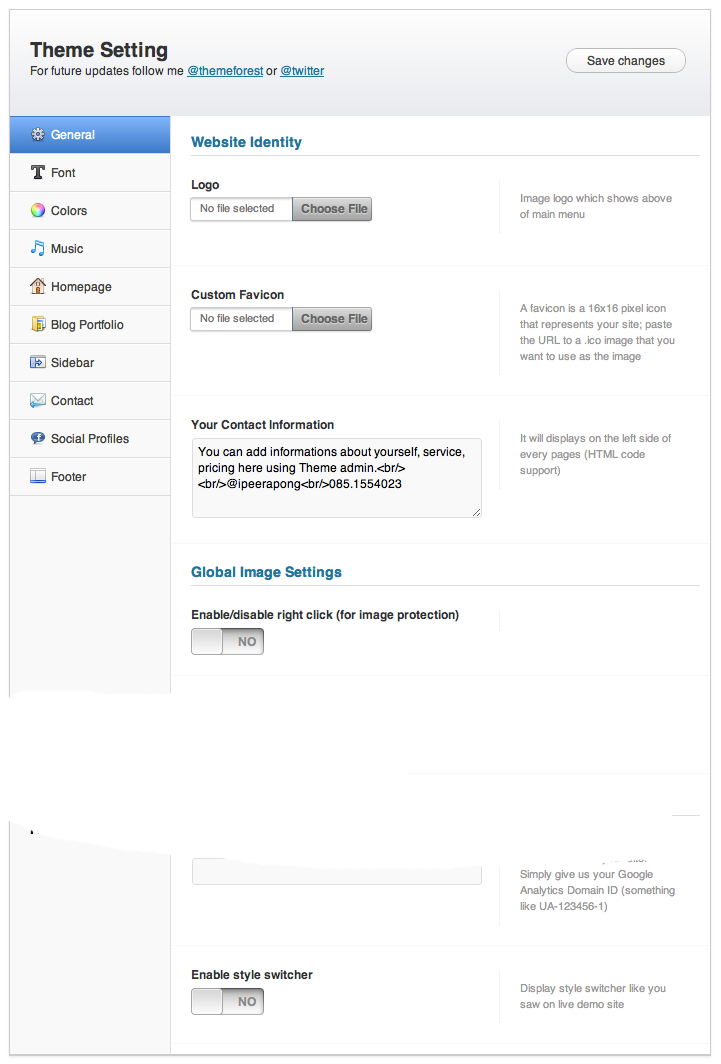 Theme Setting
For future updates follow me @themeforest or @twitter
Save changes
General
Font
Colors
Music
Homepage
Blog Portfolio
Sidebar
Contact
Social Profiles
Footer
Website Identity
Logo
No file selected
Choose File
Image logo which shows above
of main menu
Custom Favicon
No file selected
Choose File
A favicon is a 16x16 pixel icon
that represents your site; paste
the URL to a .ico image that you
want to use as the image
Your Contact Information
You can add informations about yourself, service,
pricing here using Theme admin.<br/>
<br/>@ipeerapong<br/>085.1554023
It will displays on the left side of
every pages (HTML code
support)
Global Image Settings
Enable/disable right click (for image protection)
NO
Simply give us your Google
Analytics Domain ID (something
like UA-123456-1)
Enable style switcher
NO
Display style switcher like you
saw on live demo site